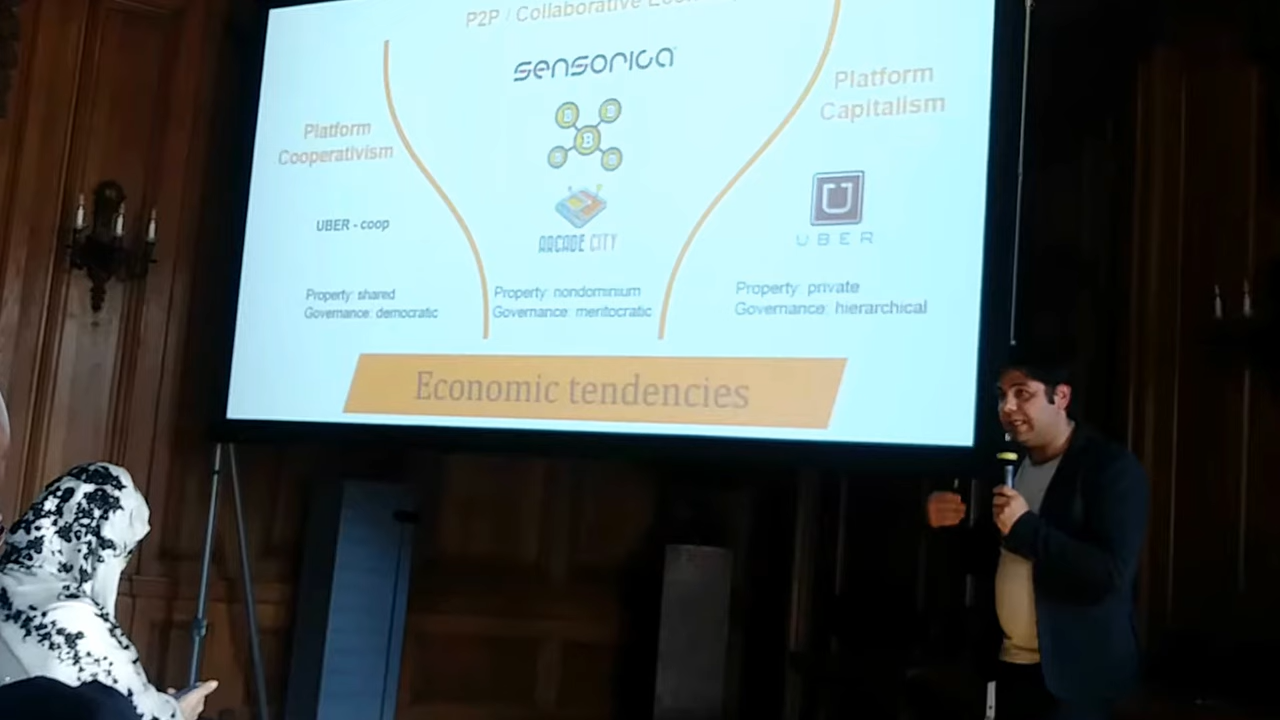 P2P / Collaborative
sensorica
Platform
Capitalism
Platform
Cooperativism
UBER - coop
ARCADE CITY
UBER
Property: shared
Governance: democratic
Property: nondominium
Governance: meritocratic
Property: private
Governance: hierarchical
Economic tendencies